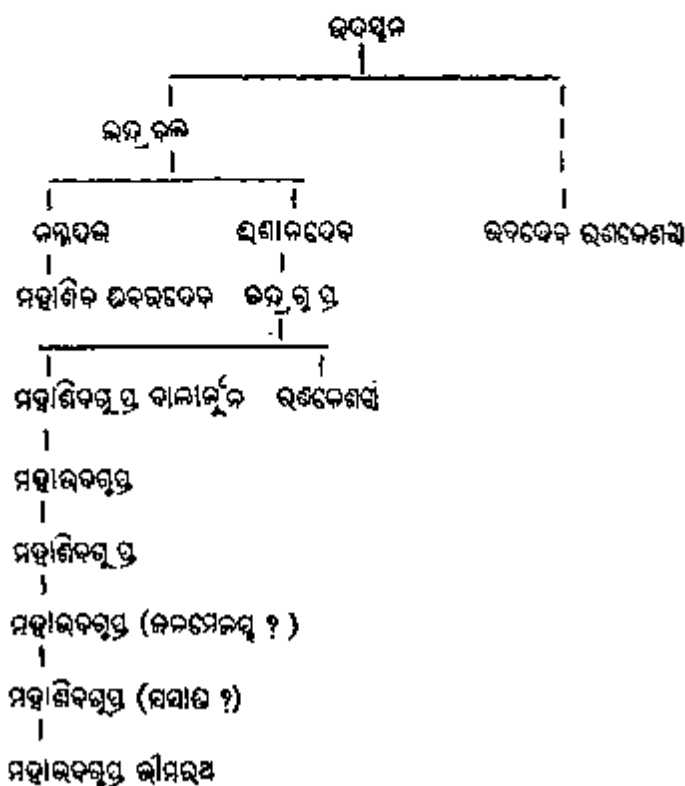 ଉଦୟୁନ
ଇନ୍ଦ୍ରବଳ
ନନ୍ନଦେବ ଈଶାନଦେବ ଭବଦେବ ରଣକେଶରୀ
ମହାଶିବ ତୀବରଦେବ ଚନ୍ଦ୍ରଗୁପ୍ତ
ମହାଶିବଗୁପ୍ତ ବାଳାର୍ଜୁନ ରଣକେଶରୀ
ମହାଭବଗୁପ୍ତ
ମହାଶିବଗୁପ୍ତ
ମହାଭବଗୁପ୍ତ (ଜନମେଜୟ ?)
ମହାଶିବଗୁପ୍ତ (ଯଯାତି ?)
ମହାଭବଗୁପ୍ତ ଭୀମରଥ